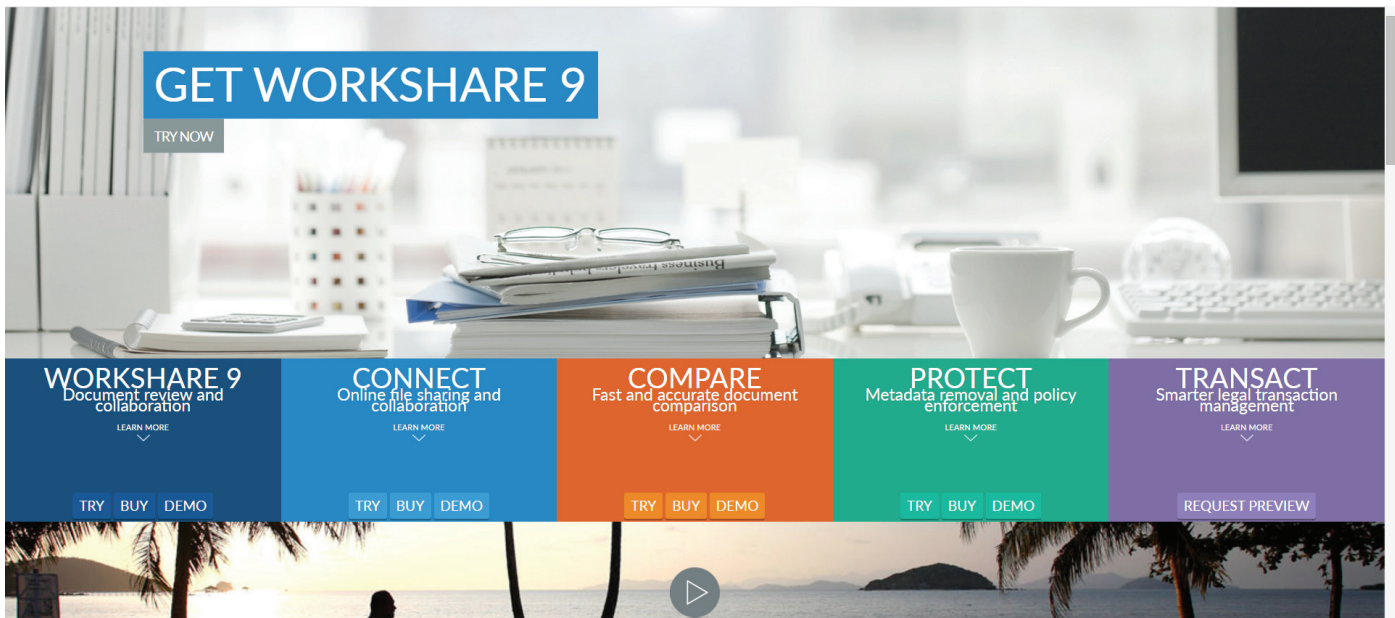 GET WORKSHARE 9
TRY NOW
Business travelers
WORKSHARE 9
Document review and
collaboration
LEARN MORE
TRY BUY DEMO
CONNECT
Online file sharing and
collaboration
LEARN MORE
TRY BUY DEMO
COMPARE
Fast and accurate document
comparison
LEARN MORE
TRY BUY DEMO
PROTECT
Metadata removal and policy
enforcement
LEARN MORE
TRY BUY DEMO
TRANSACT
Smarter legal transaction
management
LEARN MORE
REQUEST PREVIEW